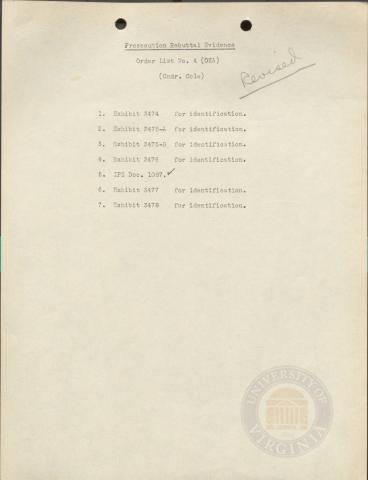 Prosecution Rebuttal Evidence
Order List No. 4 (OKA)
(Cmdr. Cole)
Revised
1. Exhibit 3474 for identification.
2. Exhibit 3475-A for identification.
3. Exhibit 3475-B for identification.
4. Exhibit 3476 for identification.
5. IPS Doc. 1097.✓
6. Exhibit 3477 for identification.
7. Exhibit 3478 for identification.
UNIVERSITY OF
VIRGINIA